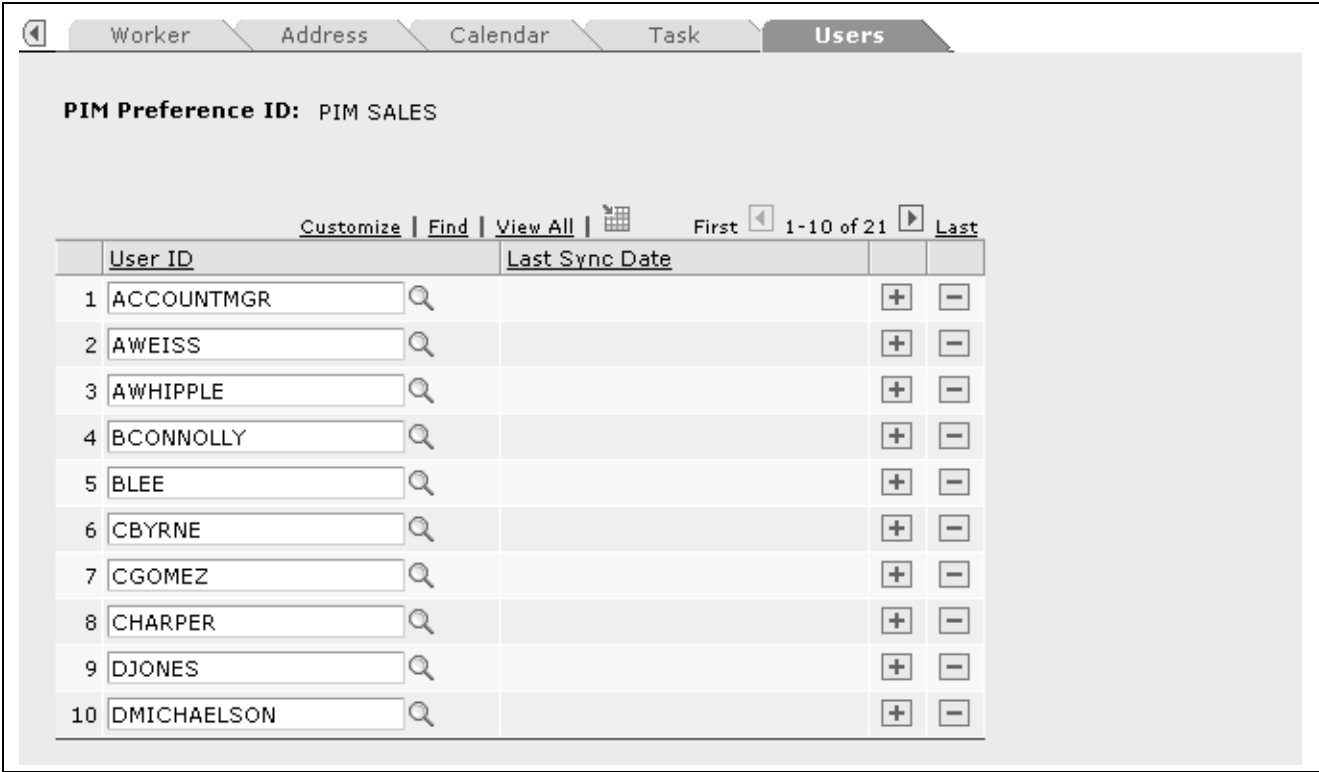 Worker Address Calendar Task Users
PIM Preference ID: PIM SALES
Customize | Find | View All | First 1-10 of 21 Last
User ID Last Sync Date
1 ACCOUNTMGR
2 AWEISS
3 AWHIPPLE
4 BCONNOLLY
5 BLEE
6 CBYRNE
7 CGOMEZ
8 CHARPER
9 DJONES
10 DMICHAELSON